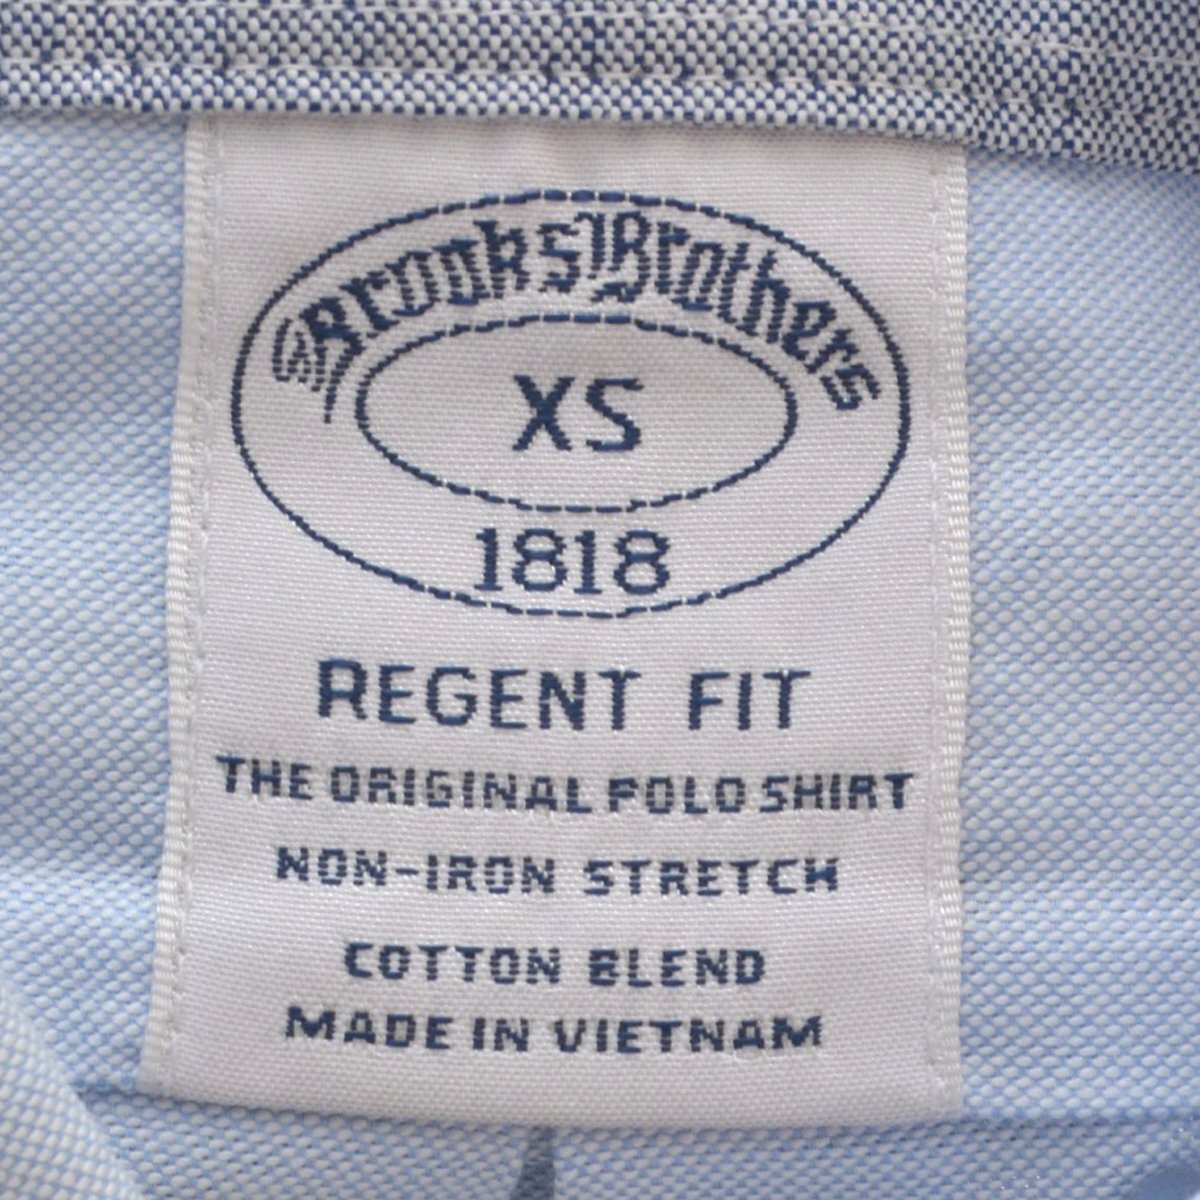 Brooks Brothers
XS
1818
REGENT FIT
THE ORIGINAL POLO SHIRT
NON-IRON STRETCH
COTTON BLEND
MADE IN VIETNAM